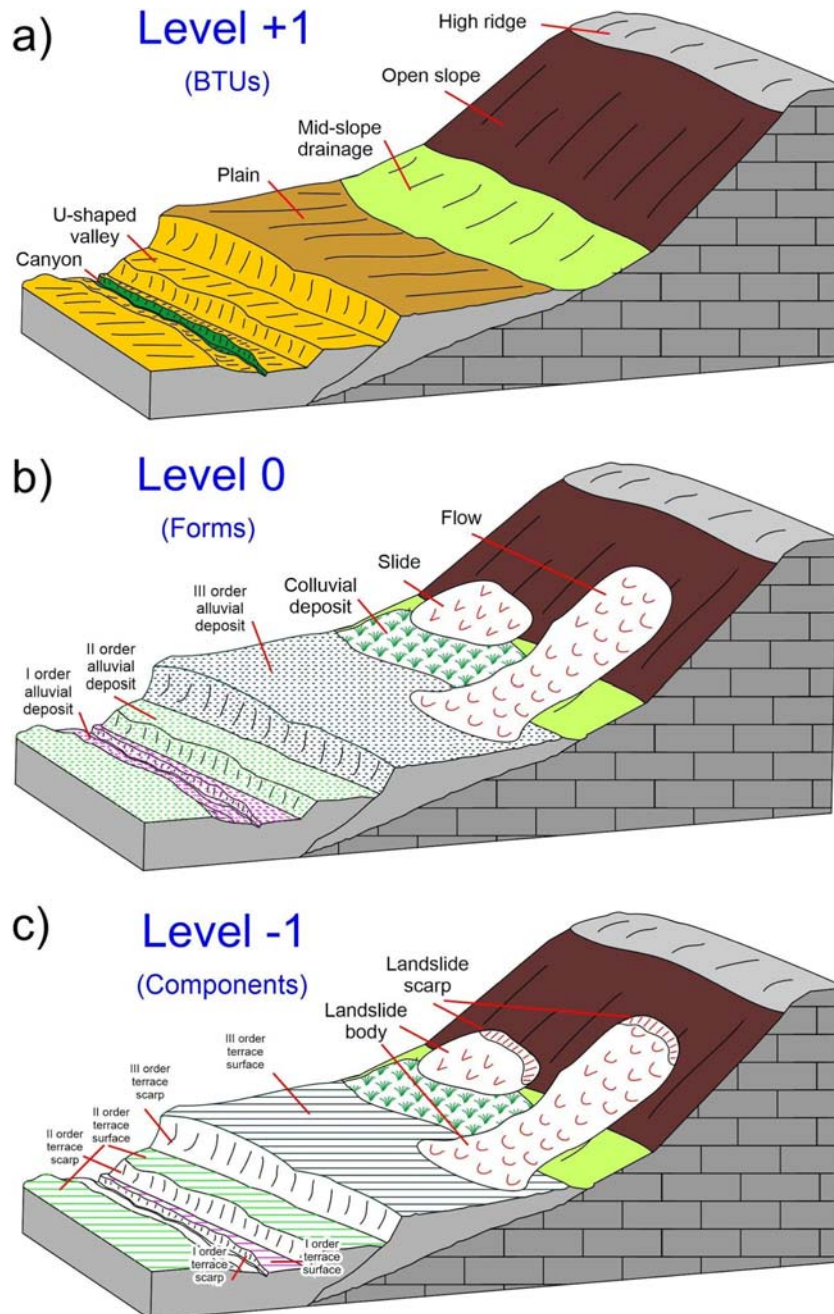 a)
Level +1
(BTUs)
High ridge
Open slope
Mid-slope
drainage
Plain
U-shaped
valley
Canyon
b)
Level 0
(Forms)
Flow
Slide
Colluvial
deposit
III order
alluvial
deposit
II order
alluvial
deposit
I order
alluvial
deposit
c)
Level -1
(Components)
Landslide
scarp
Landslide
body
III order
terrace
surface
III order
terrace
scarp
II order
terrace
surface
II order
terrace
scarp
I order
terrace
scarp
I order
terrace
surface